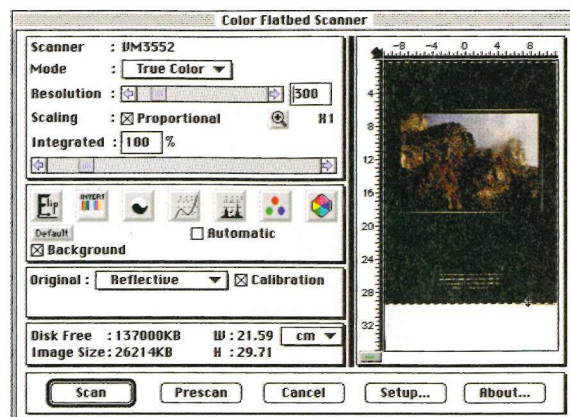 Color Flatbed Scanner
Scanner : VM3552
Mode : True Color
Resolution : 300
Scaling : Proportional X1
Integrated : 100 %
Flip INVERT
Default Automatic
Background
Original : Reflective Calibration
Disk Free : 137000KB W : 21.59 cm
Image Size : 26214KB H : 29.71
Scan Prescan Cancel Setup... About...
-8 -4 0 4 8
4
8
12
16
20
24
28
32